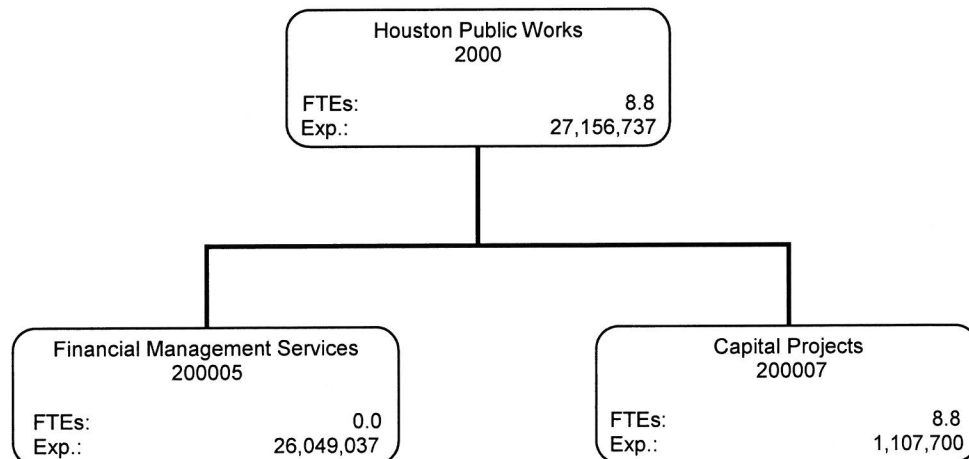 Houston Public Works
2000
FTEs: 8.8
Exp.: 27,156,737
Financial Management Services
200005
FTEs: 0.0
Exp.: 26,049,037
Capital Projects
200007
FTEs: 8.8
Exp.: 1,107,700